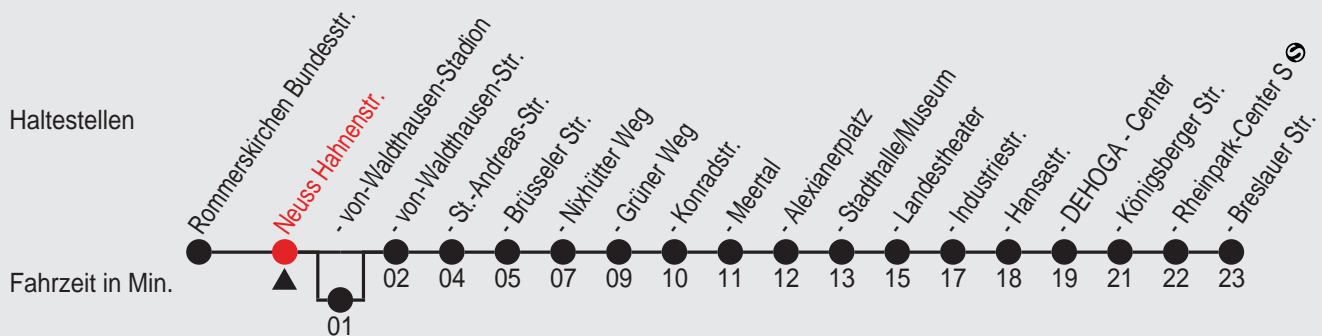 Haltestellen
Rommerskirchen Bundesstr.
Neuss Hahnenstr.
- von-Waldthausen-Stadion
- von-Waldthausen-Str.
- St.-Andreas-Str.
- Brüsseler Str.
- Nixhütter Weg
- Grüner Weg
- Konradstr.
- Meertal
- Alexianerplatz
- Stadthalle/Museum
- Landestheater
- Industriestr.
- Hansastr.
- DEHOGA - Center
- Königsberger Str.
- Rheinpark-Center S S
- Breslauer Str.
Fahrzeit in Min.
01
02 04 05 07 09 10 11 12 13 15 17 18 19 21 22 23